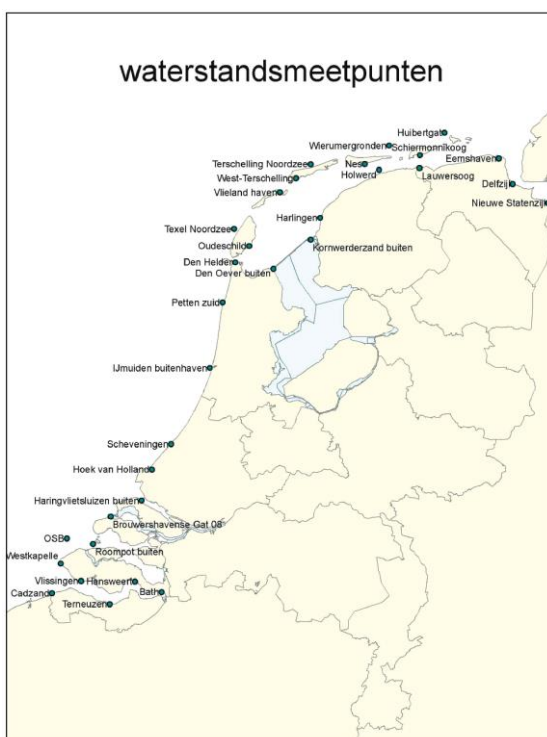 waterstandsmeetpunten
Huibertgat
Wierumergronden
Schiermonnikoog
Terschelling Noordzee
Nes
Eemshaven
Holwerd
Lauwersoog
West-Terschelling
Delfzijl
Vlieland haven
Nieuwe Statenzijl
Harlingen
Texel Noordzee
Oudeschild
Kornwerderzand buiten
Den Helder
Den Oever buiten
Petten zuid
IJmuiden buitenhaven
Scheveningen
Hoek van Holland
Haringvlietsluizen buiten
Brouwershavense Gat 08
OSB
Roompot buiten
Westkapelle
Vlissingen
Hansweert
Cadzand
Bath
Terneuzen